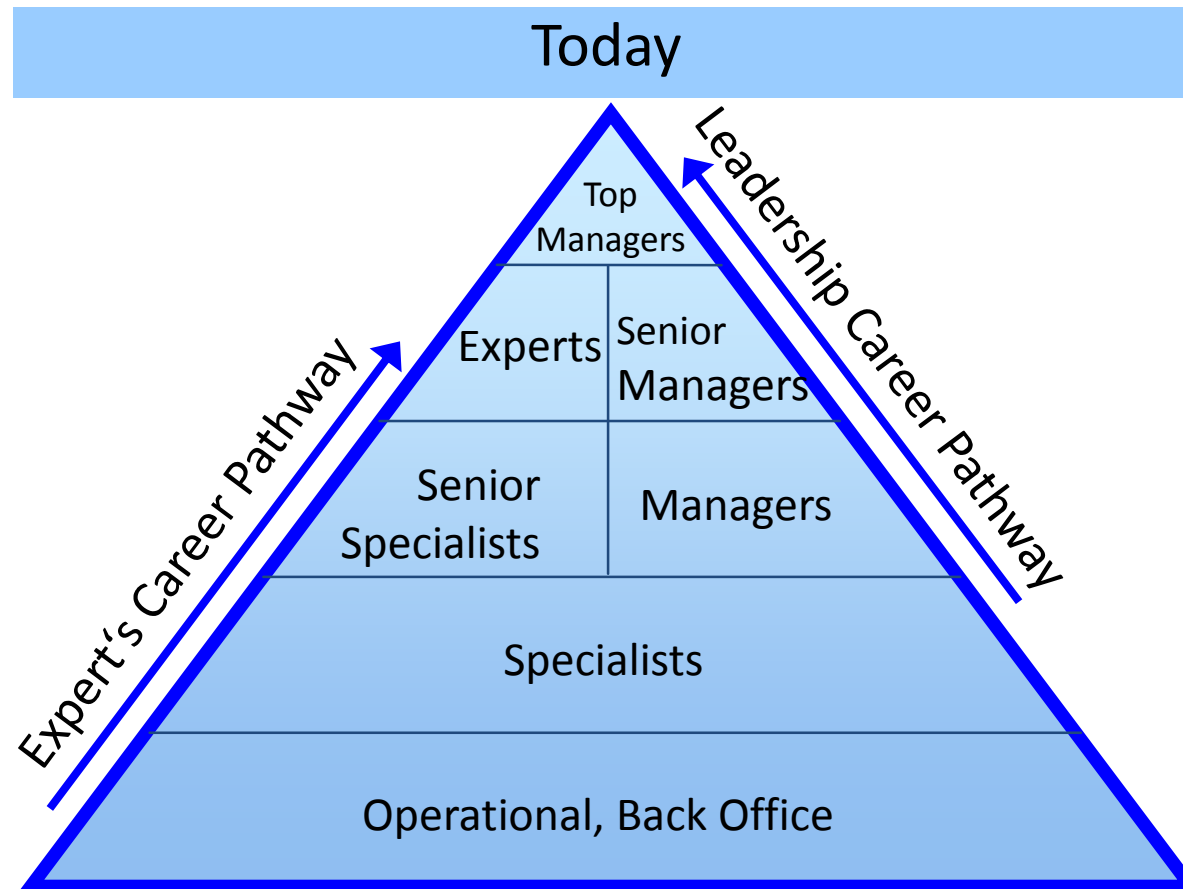 Today
Leadership Career Pathway
Top
Managers
Experts
Senior
Managers
Expert‘s Career Pathway
Senior
Specialists
Managers
Specialists
Operational, Back Office